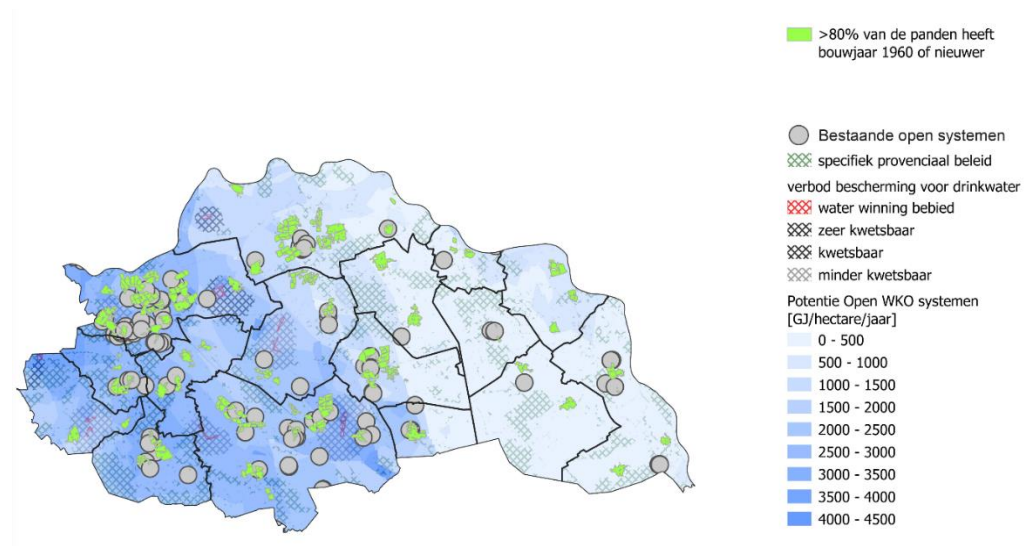 >80% van de panden heeft
bouwjaar 1960 of nieuwer
Bestaande open systemen
specifiek provenciaal beleid
verbod bescherming voor drinkwater
water winning bebied
zeer kwetsbaar
kwetsbaar
minder kwetsbaar
Potentie Open WKO systemen
[GJ/hectare/jaar]
0 - 500
500 - 1000
1000 - 1500
1500 - 2000
2000 - 2500
2500 - 3000
3000 - 3500
3500 - 4000
4000 - 4500